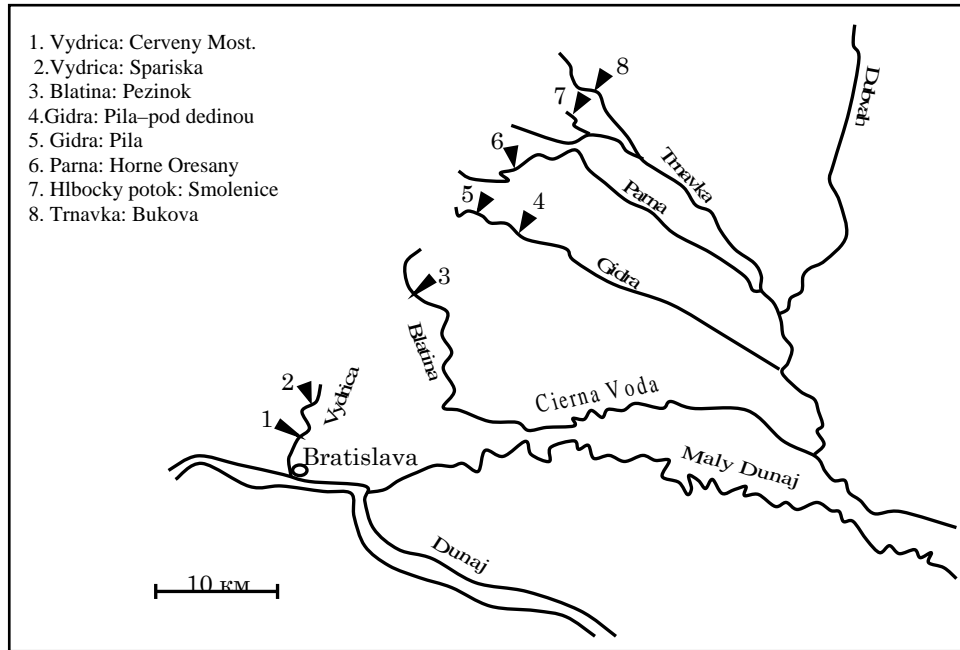 1. Vydrica: Cerveny Most.
2.Vydrica: Spariska
3. Blatina: Pezinok
4.Gidra: Pila–pod dedinou
5. Gidra: Pila
6. Parna: Horne Oresany
7. Hlbocky potok: Smolenice
8. Trnavka: Bukova
8
7
Dubvah
6
Trnavka
Parna
5
4
Gidra
3
Blatina
2
Vydrica
Cierna Voda
1
Bratislava
Maly Dunaj
Dunaj
10 км